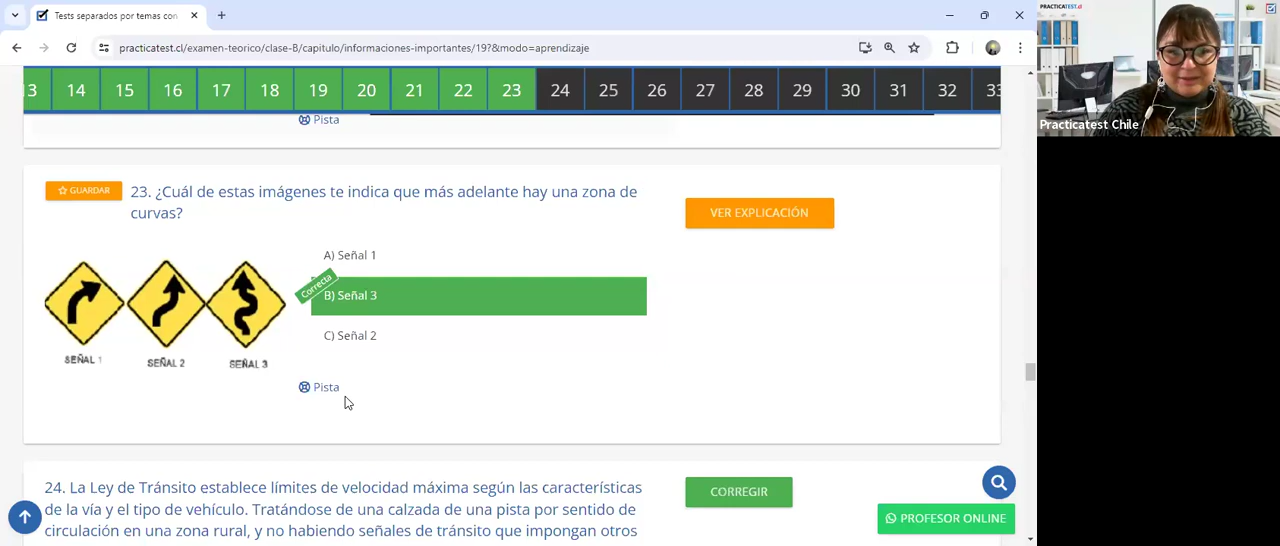 Tests separados por temas con
practicatest.cl/examen-teorico/clase-B/capitulo/informaciones-importantes/19?&modo=aprendizaje
PRACTICATEST.cl
Practicatest Chile
13 14 15 16 17 18 19 20 21 22 23 24 25 26 27 28 29 30 31 32 33
Pista
GUARDAR
23. ¿Cuál de estas imágenes te indica que más adelante hay una zona de
curvas?
VER EXPLICACIÓN
A) Señal 1
Correcta
B) Señal 3
C) Señal 2
SEÑAL 1 SEÑAL 2 SEÑAL 3
Pista
24. La Ley de Tránsito establece límites de velocidad máxima según las características
de la vía y el tipo de vehículo. Tratándose de una calzada de una pista por sentido de
circulación en una zona rural, y no habiendo señales de tránsito que impongan otros
CORREGIR
PROFESOR ONLINE